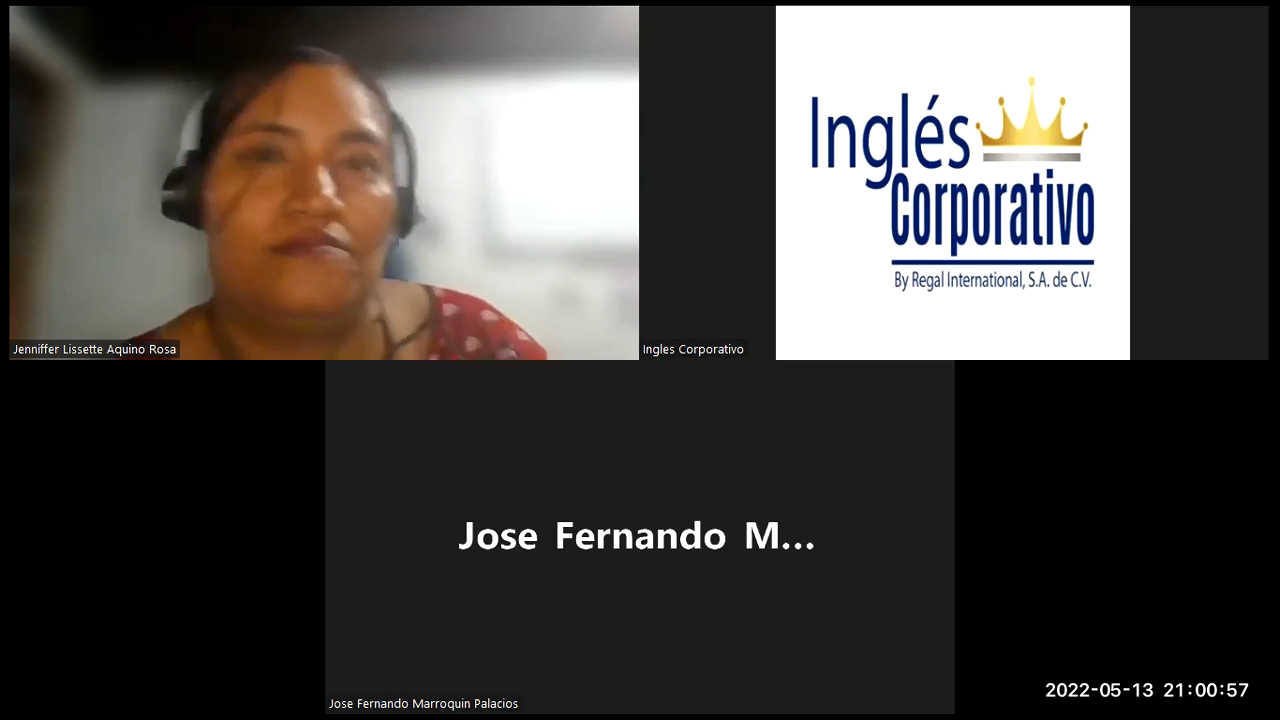 Inglés
Corporativo
By Regal International, S.A. de C.V.
Jenniffer Lissette Aquino Rosa
Ingles Corporativo
Jose Fernando M...
Jose Fernando Marroquin Palacios
2022-05-13 21:00:57